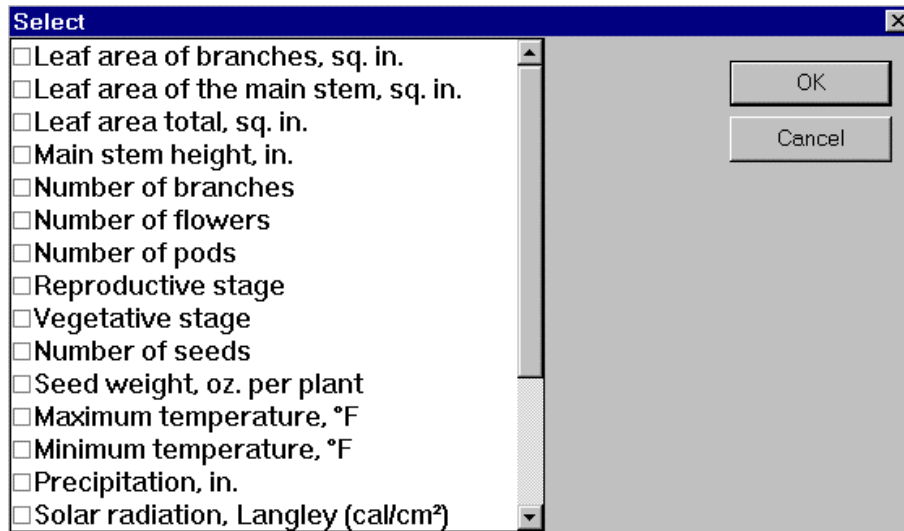 Select
Leaf area of branches, sq. in.
Leaf area of the main stem, sq. in.
Leaf area total, sq. in.
Main stem height, in.
Number of branches
Number of flowers
Number of pods
Reproductive stage
Vegetative stage
Number of seeds
Seed weight, oz. per plant
Maximum temperature, °F
Minimum temperature, °F
Precipitation, in.
Solar radiation, Langley (cal/cm²)
OK
Cancel